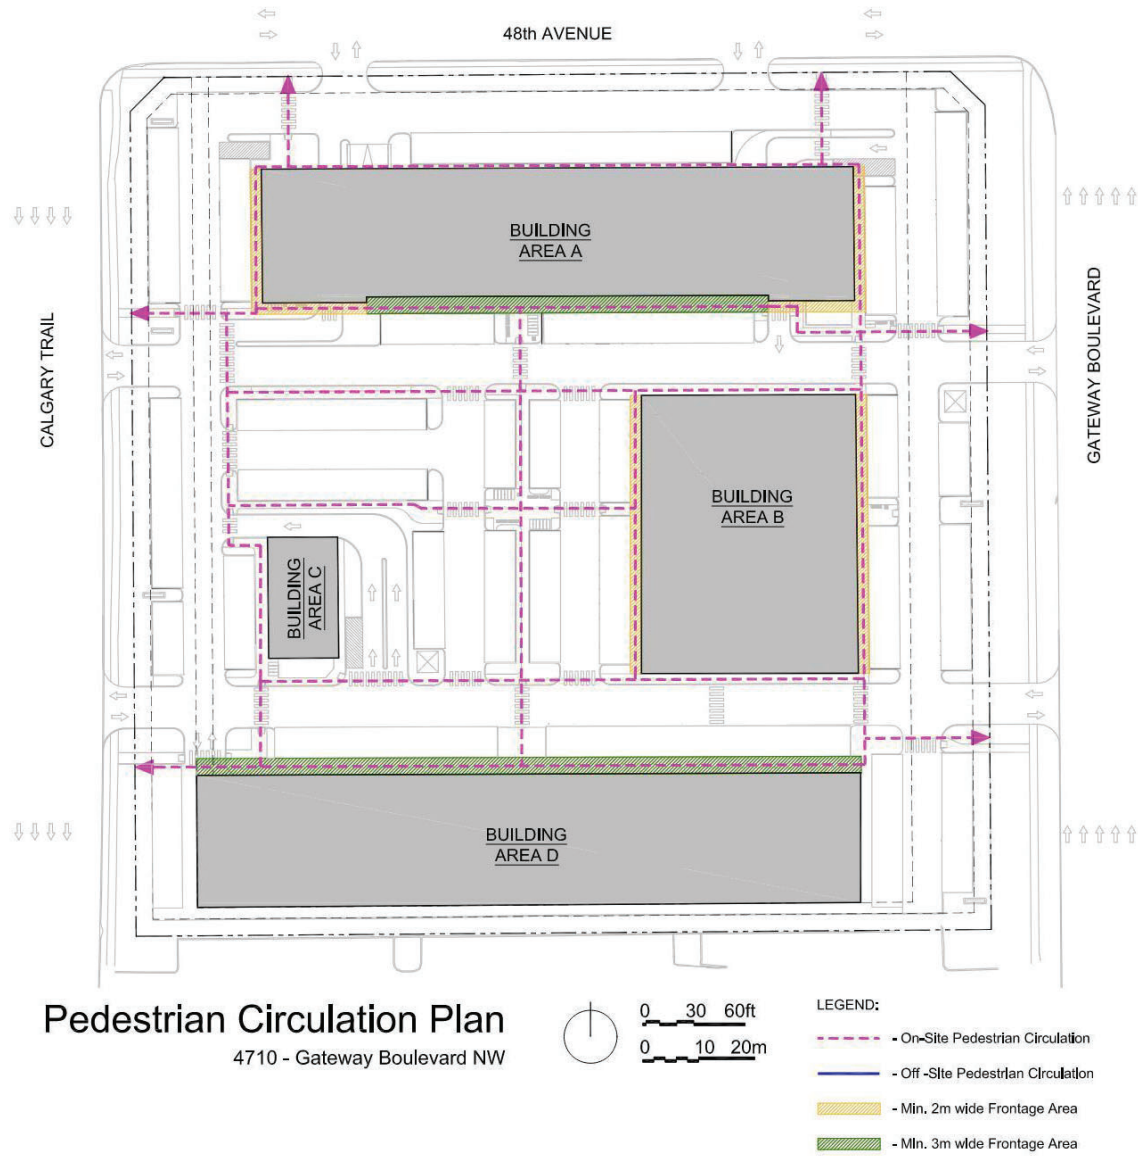 48th AVENUE
BUILDING
AREA A
CALGARY TRAIL
GATEWAY BOULEVARD
BUILDING
AREA B
BUILDING
AREA C
BUILDING
AREA D
Pedestrian Circulation Plan
4710 - Gateway Boulevard NW
0 30 60ft
0 10 20m
LEGEND:
- On-Site Pedestrian Circulation
- Off -Site Pedestrian Circulation
- Min. 2m wide Frontage Area
- Min. 3m wide Frontage Area